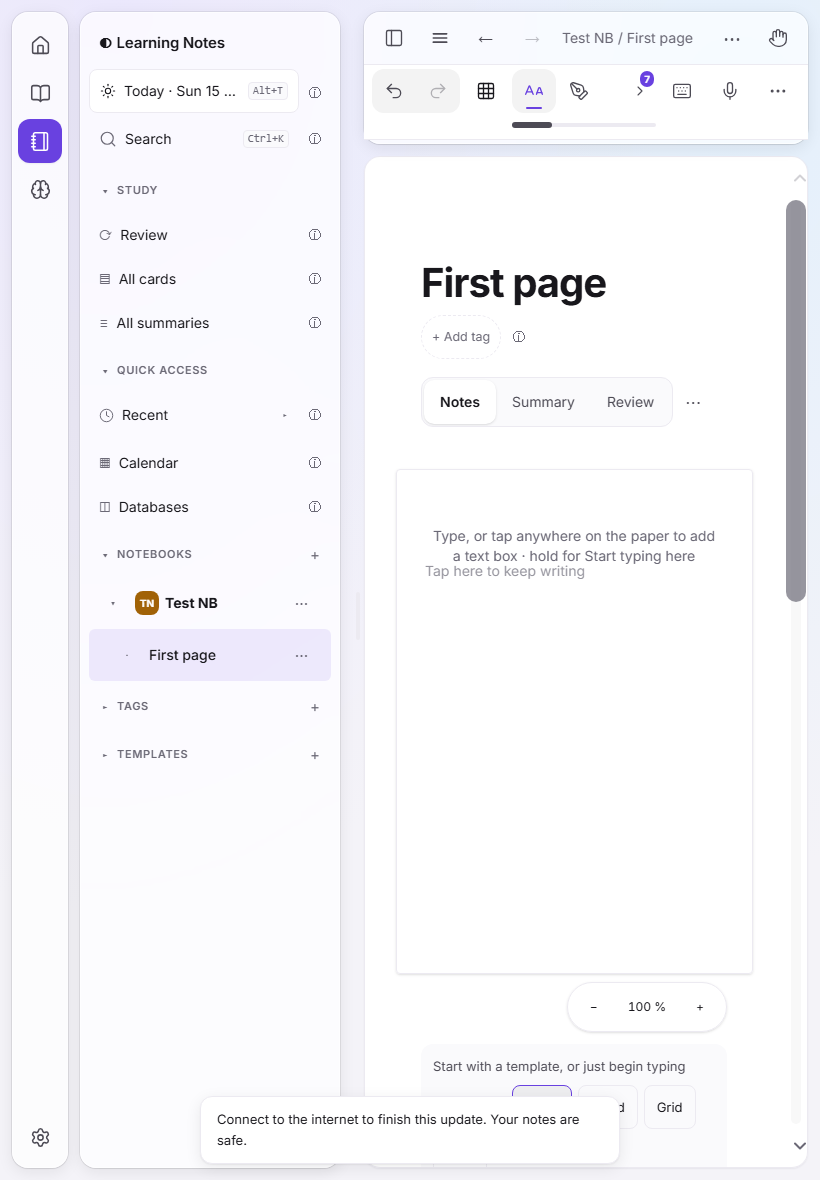 Learning Notes
Today · Sun 15 ...
Alt+T
Search
Ctrl+K
STUDY
Review
All cards
All summaries
QUICK ACCESS
Recent
Calendar
Databases
NOTEBOOKS
TN
Test NB
First page
TAGS
TEMPLATES
Test NB / First page
AA
7
First page
+ Add tag
Notes
Summary
Review
Type, or tap anywhere on the paper to add
a text box · hold for Start typing here
Tap here to keep writing
− 100 % +
Start with a template, or just begin typing
Grid
Connect to the internet to finish this update. Your notes are
safe.